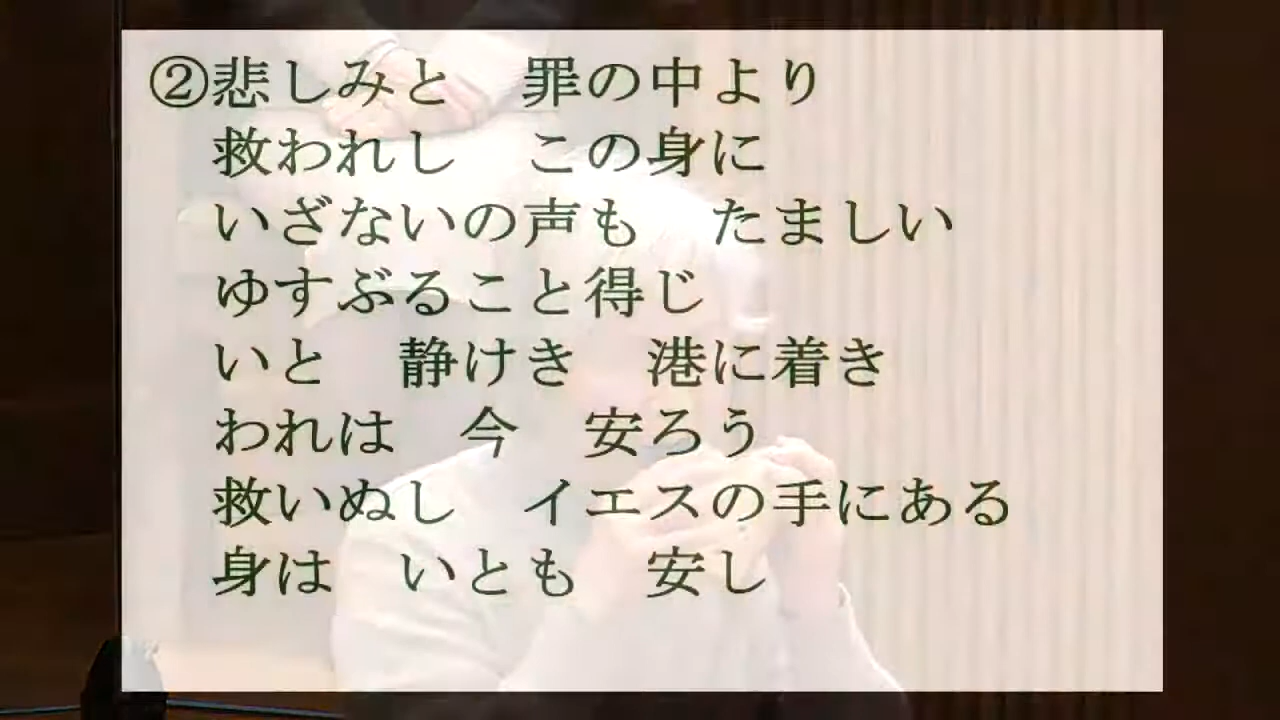 ②悲しみと　罪の中より
救われし　この身に
いざないの声も　たましい
ゆすぶること得じ
いと　静けき　港に着き
われは　今　安ろう
救いぬし　イエスの手にある
身は　いとも　安し